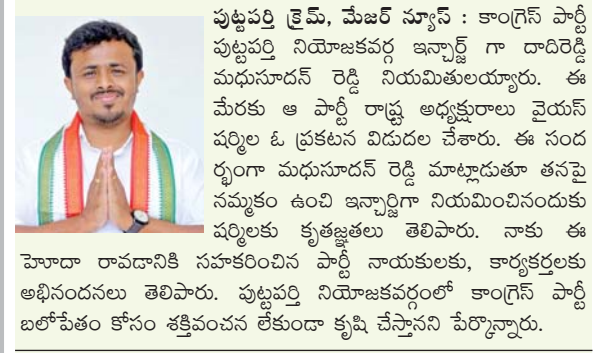 పుట్టపర్తి క్రైమ్, మేజర్ న్యూస్ : కాంగ్రెస్ పార్టీ
పుట్టపర్తి నియోజకవర్గ ఇన్చార్జ్ గా దాదిరెడ్డి
మధుసూదన్ రెడ్డి నియమితులయ్యారు. ఈ
మేరకు ఆ పార్టీ రాష్ట్ర అధ్యక్షురాలు వైయస్
షర్మిల ఓ ప్రకటన విడుదల చేశారు. ఈ సంద
ర్భంగా మధుసూదన్ రెడ్డి మాట్లాడుతూ తనపై
నమ్మకం ఉంచి ఇన్చార్జిగా నియమించినందుకు
షర్మిలకు కృతజ్ఞతలు తెలిపారు. నాకు ఈ
హెూదా రావడానికి సహకరించిన పార్టీ నాయకులకు, కార్యకర్తలకు
అభినందనలు తెలిపారు. పుట్టపర్తి నియోజకవర్గంలో కాంగ్రెస్ పార్టీ
బలోపేతం కోసం శక్తివంచన లేకుండా కృషి చేస్తానని పేర్కొన్నారు.